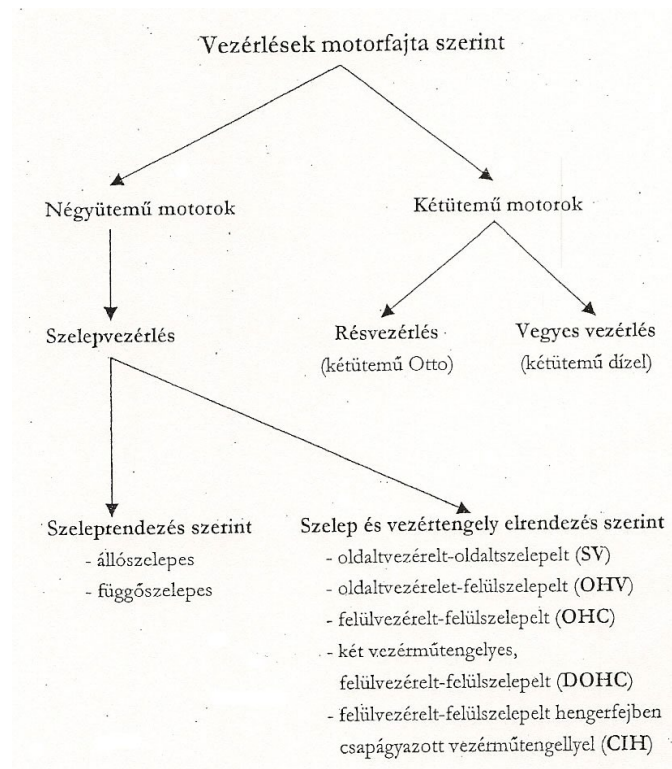 Vezérlések motorfajta szerint
Négyütemű motorok
Kétütemű motorok
Szelepvezérlés
Résvezérlés
(kétütemű Otto)
Vegyes vezérlés
(kétütemű dízel)
Szeleprendezés szerint
- állószelepes
- függőszelepes
Szelep és vezértengely elrendezés szerint
- oldaltvezérelt-oldaltszelepelt (SV)
- oldaltvezérelet-felülszelepelt (OHV)
- felülvezérelt-felülszelepelt (OHC)
- két vezérműtengelyes,
felülvezérelt-felülszelepelt (DOHC)
- felülvezérelt-felülszelepelt hengerfejben
csapágyazott vezérműtengellyel (CIH)